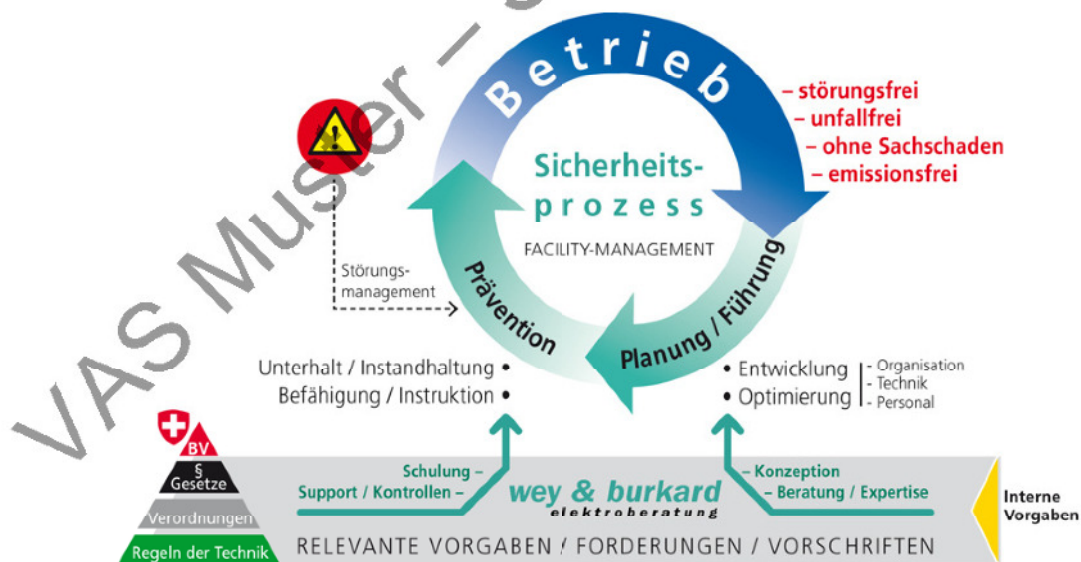 VAS Muster –
Betrieb
– störungsfrei
– unfallfrei
– ohne Sachschaden
– emissionsfrei
Sicherheits-
prozess
FACILITY-MANAGEMENT
Störungs-
management
Prävention
Planung / Führung
Unterhalt / Instandhaltung •
Befähigung / Instruktion •
• Entwicklung
• Optimierung
- Organisation
- Technik
- Personal
BV
§
Gesetze
Verordnungen
Regeln der Technik
Schulung –
Support / Kontrollen –
wey & burkard
elektroberatung
– Konzeption
– Beratung / Expertise
Interne
Vorgaben
RELEVANTE VORGABEN / FORDERUNGEN / VORSCHRIFTEN